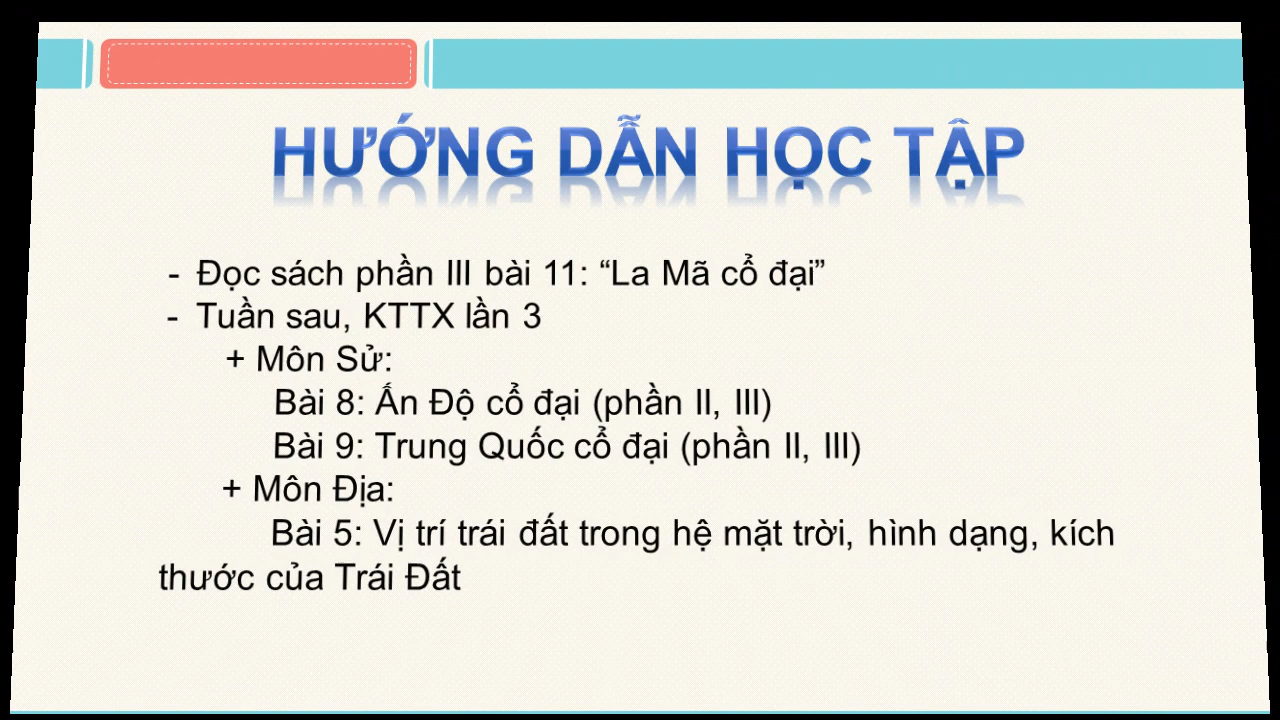 HƯỚNG DẪN HỌC TẬP
- Đọc sách phần III bài 11: “La Mã cổ đại”
- Tuần sau, KTTX lần 3
+ Môn Sử:
Bài 8: Ấn Độ cổ đại (phần II, III)
Bài 9: Trung Quốc cổ đại (phần II, III)
+ Môn Địa:
Bài 5: Vị trí trái đất trong hệ mặt trời, hình dạng, kích
thước của Trái Đất